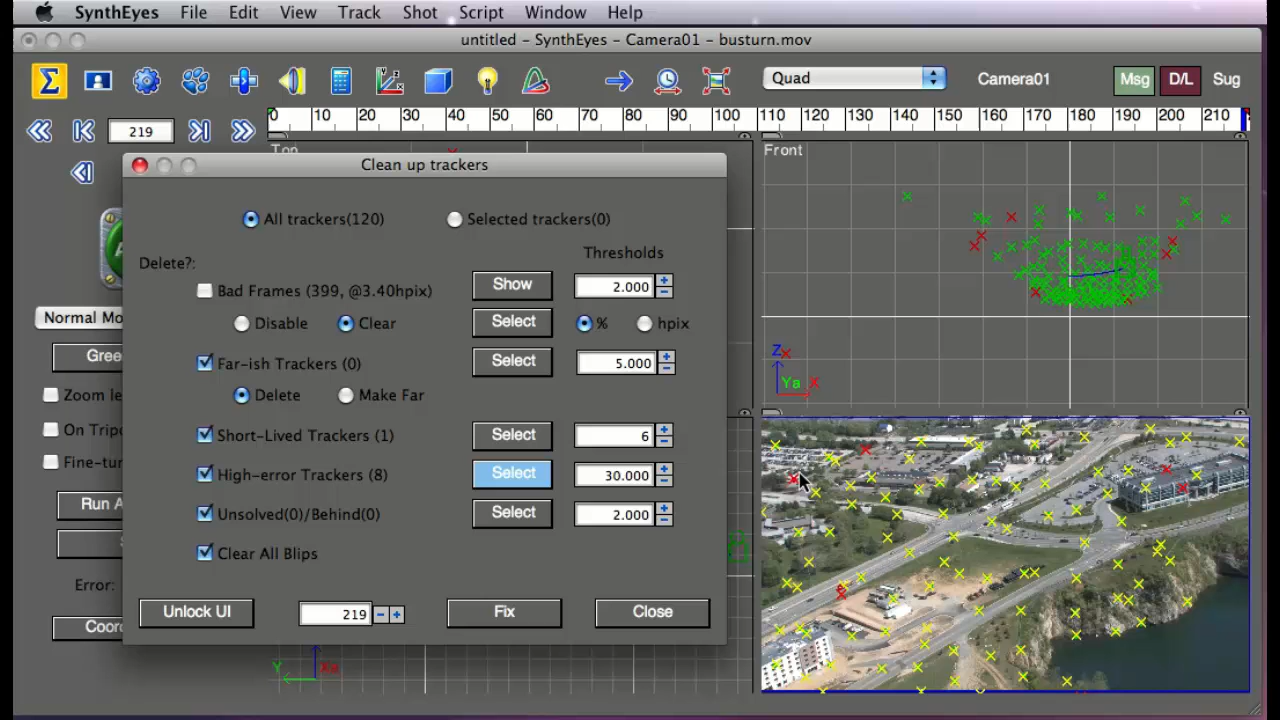 SynthEyes File Edit View Track Shot Script Window Help
untitled - SynthEyes - Camera01 - busturn.mov
Quad Camera01 Msg D/L Sug
219 0 10 20 30 40 50 60 70 80 90 100 110 120 130 140 150 160 170 180 190 200 210
Top Front
Clean up trackers
All trackers(120) Selected trackers(0)
Delete?: Thresholds
Bad Frames (399, @3.40hpix) Show 2.000
Disable Clear Select % hpix
Normal Mo
Far-ish Trackers (0) Select 5.000
Gree
Delete Make Far
Zoom le
Short-Lived Trackers (1) Select 6
On Trip
High-error Trackers (8) Select 30.000
Fine-tur
Unsolved(0)/Behind(0) Select 2.000
Run A
Clear All Blips
Error:
Unlock UI 219 Fix Close
Coor
Z Ya X
Y Xa